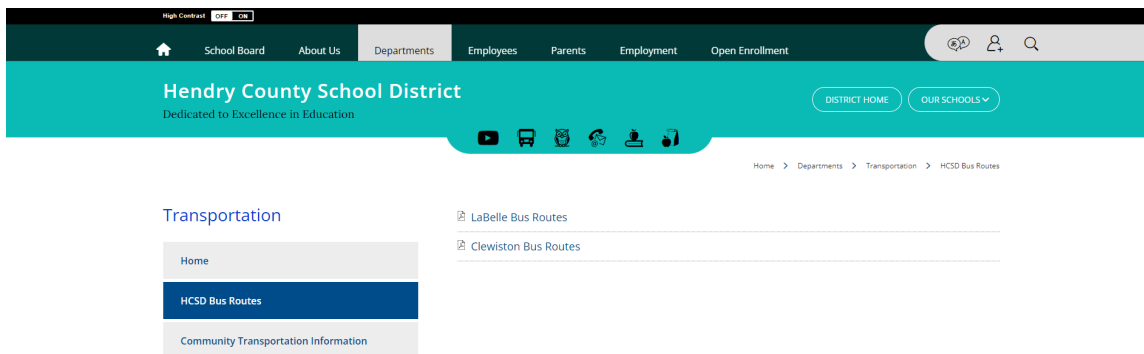 High Contrast OFF ON
School Board About Us Departments Employees Parents Employment Open Enrollment
Hendry County School District
Dedicated to Excellence in Education
DISTRICT HOME OUR SCHOOLS
Home > Departments > Transportation > HCSD Bus Routes
Transportation
Home
HCSD Bus Routes
Community Transportation Information
LaBelle Bus Routes
Clewiston Bus Routes